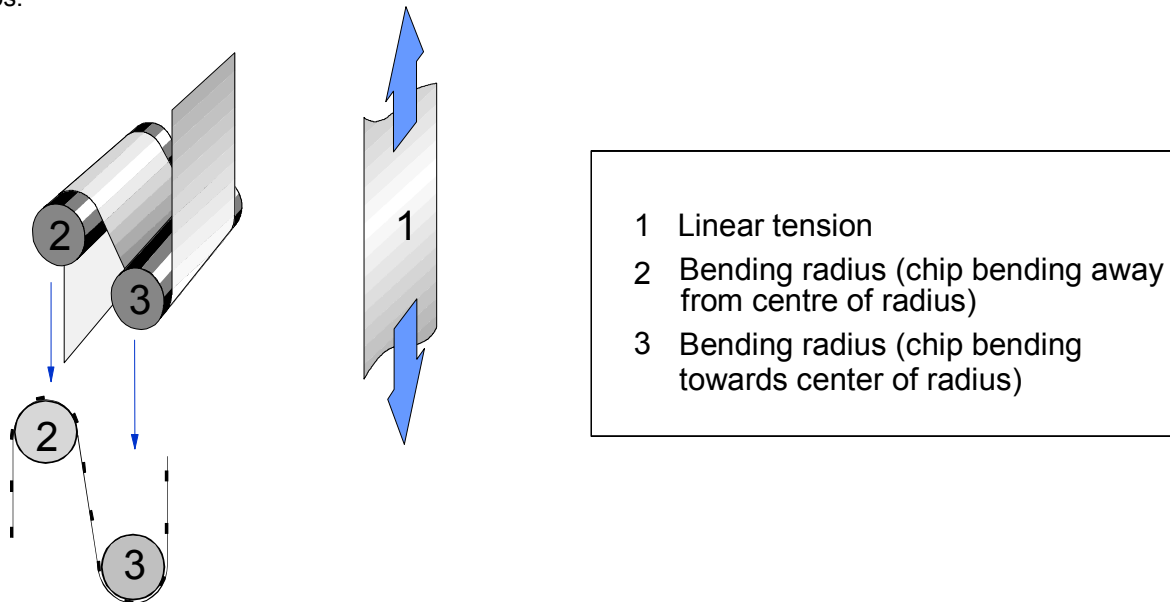 2
3
1
2
3
1 Linear tension
2 Bending radius (chip bending away
from centre of radius)
3 Bending radius (chip bending
towards center of radius)